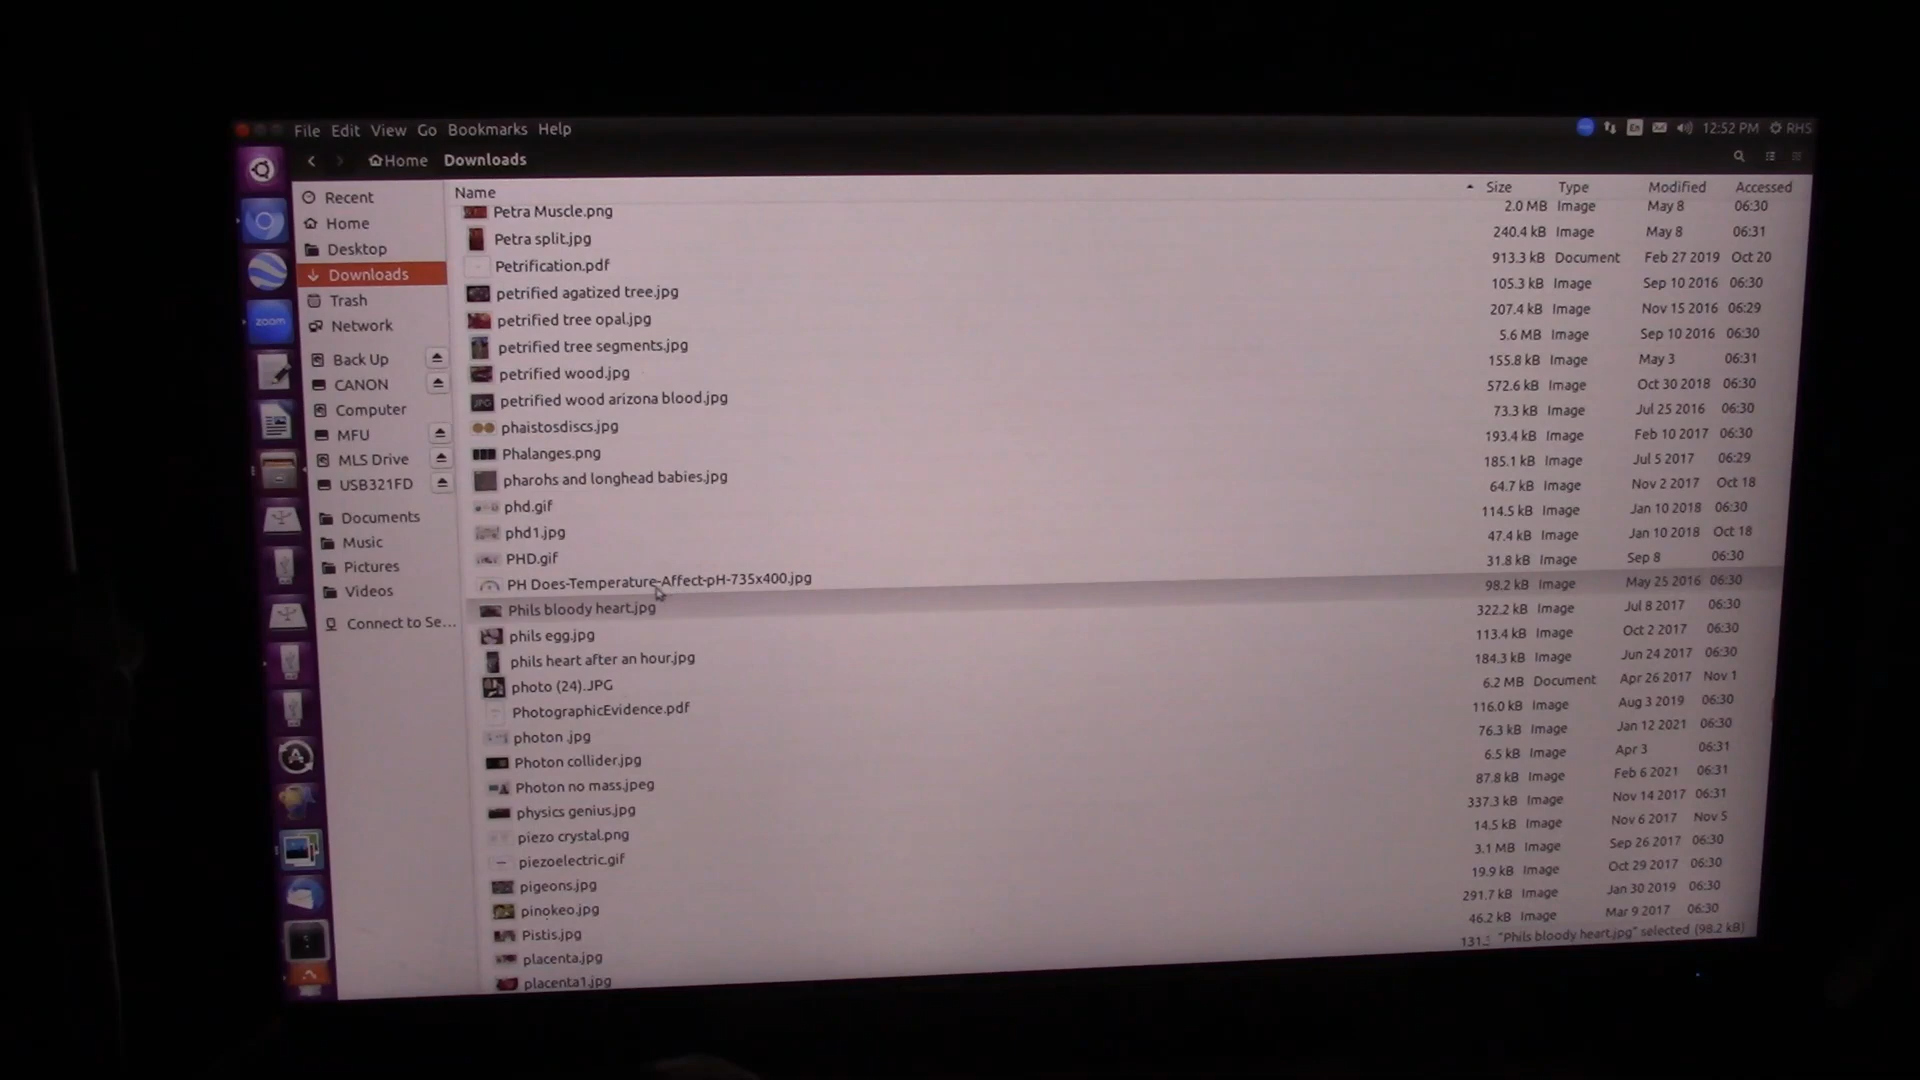 File Edit View Go Bookmarks Help En 12:52 PM RHS
Home Downloads
Recent
Home
Desktop
Downloads
Trash
Network
Back Up
CANON
Computer
MFU
MLS Drive
USB321FD
Documents
Music
Pictures
Videos
Connect to Se...
zoom
Name Size Type Modified Accessed
Petra Muscle.png 2.0 MB Image May 8 06:30
Petra split.jpg 240.4 kB Image May 8 06:31
Petrification.pdf 913.3 kB Document Feb 27 2019 Oct 20
petrified agatized tree.jpg 105.3 kB Image Sep 10 2016 06:30
petrified tree opal.jpg 207.4 kB Image Nov 15 2016 06:29
petrified tree segments.jpg 5.6 MB Image Sep 10 2016 06:30
petrified wood.jpg 155.8 kB Image May 3 06:31
petrified wood arizona blood.jpg 572.6 kB Image Oct 30 2018 06:30
phaistosdiscs.jpg 73.3 kB Image Jul 25 2016 06:30
Phalanges.png 193.4 kB Image Feb 10 2017 06:30
pharohs and longhead babies.jpg 185.1 kB Image Jul 5 2017 06:29
phd.gif 64.7 kB Image Nov 2 2017 Oct 18
phd1.jpg 114.5 kB Image Jan 10 2018 06:30
PHD.gif 47.4 kB Image Jan 10 2018 Oct 18
PH Does-Temperature-Affect-pH-735x400.jpg 31.8 kB Image Sep 8 06:30
Phils bloody heart.jpg 98.2 kB Image May 25 2016 06:30
phils egg.jpg 322.2 kB Image Jul 8 2017 06:30
phils heart after an hour.jpg 113.4 kB Image Oct 2 2017 06:30
photo (24).JPG 184.3 kB Image Jun 24 2017 06:30
PhotographicEvidence.pdf 6.2 MB Document Apr 26 2017 Nov 1
photon .jpg 116.0 kB Image Aug 3 2019 06:30
Photon collider.jpg 76.3 kB Image Jan 12 2021 06:30
Photon no mass.jpeg 6.5 kB Image Apr 3 06:31
physics genius.jpg 87.8 kB Image Feb 6 2021 06:31
piezo crystal.png 337.3 kB Image Nov 14 2017 06:31
piezoelectric.gif 14.5 kB Image Nov 6 2017 Nov 5
pigeons.jpg 3.1 MB Image Sep 26 2017 06:30
pinokeo.jpg 19.9 kB Image Oct 29 2017 06:30
Pistis.jpg 291.7 kB Image Jan 30 2019 06:30
placenta.jpg 46.2 kB Image Mar 9 2017 06:30
placenta1.jpg 131. "Phils bloody heart.jpg" selected (98.2 kB)